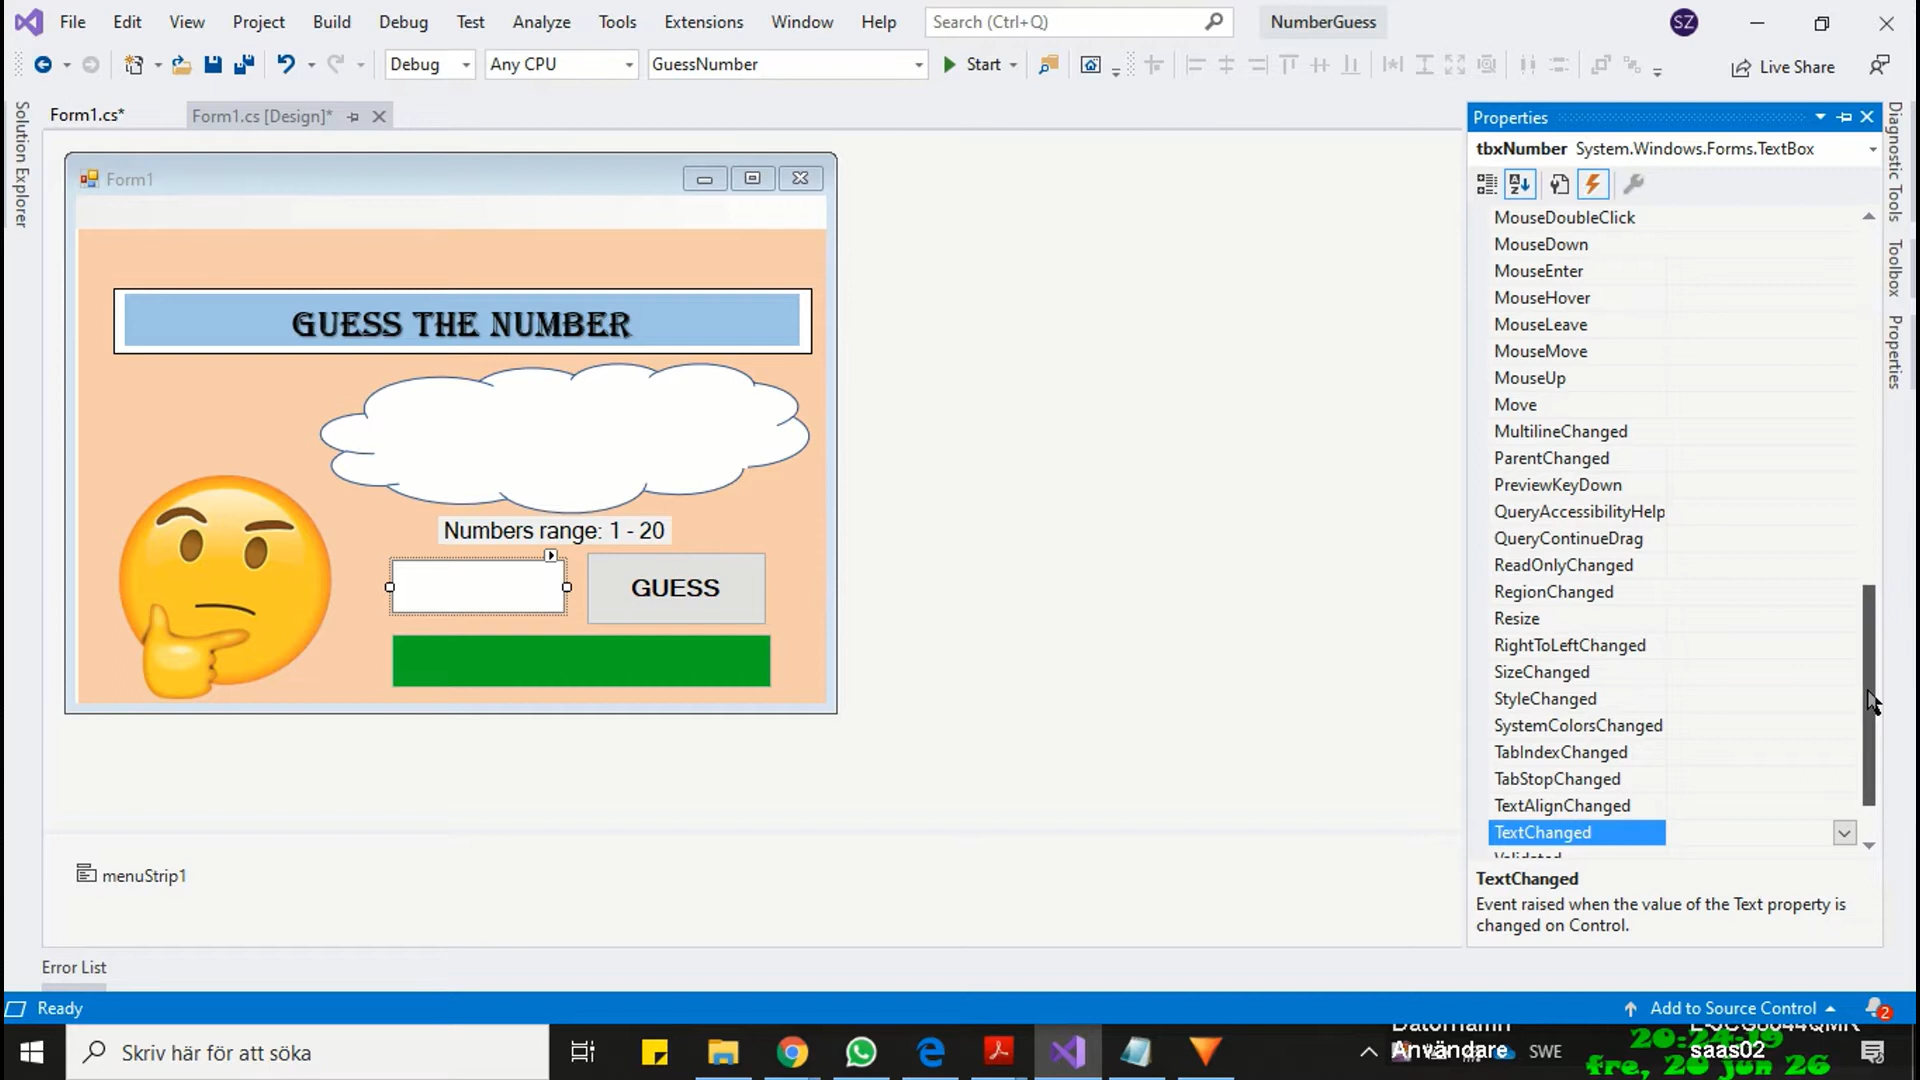 File Edit View Project Build Debug Test Analyze Tools Extensions Window Help Search (Ctrl+Q) NumberGuess SZ
Debug Any CPU GuessNumber Start Live Share
Solution Explorer
Form1.cs* Form1.cs [Design]*
Form1
GUESS THE NUMBER
Numbers range: 1 - 20
GUESS
menuStrip1
Properties
tbxNumber System.Windows.Forms.TextBox
MouseDoubleClick
MouseDown
MouseEnter
MouseHover
MouseLeave
MouseMove
MouseUp
Move
MultilineChanged
ParentChanged
PreviewKeyDown
QueryAccessibilityHelp
QueryContinueDrag
ReadOnlyChanged
RegionChanged
Resize
RightToLeftChanged
SizeChanged
StyleChanged
SystemColorsChanged
TabIndexChanged
TabStopChanged
TextAlignChanged
TextChanged
Validated
TextChanged
Event raised when the value of the Text property is
changed on Control.
Diagnostic Tools
Toolbox
Properties
Error List
Ready Add to Source Control 2
Skriv här för att söka
Datornamn
Användare SWE saas02